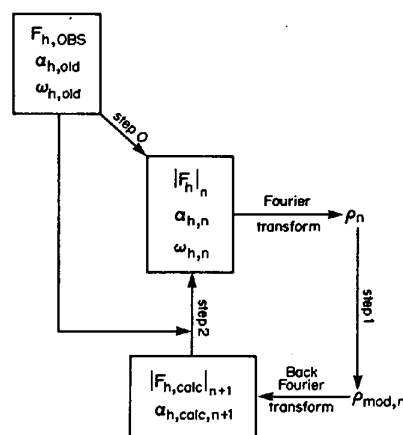 F_h,OBS
α_h,old
ω_h,old
step 0
|F_h|_n
α_h,n
ω_h,n
Fourier
transform
ρ_n
step 1
step 2
|F_h,calc|_n+1
α_h,calc,n+1
Back
Fourier
transform
ρ_mod,n